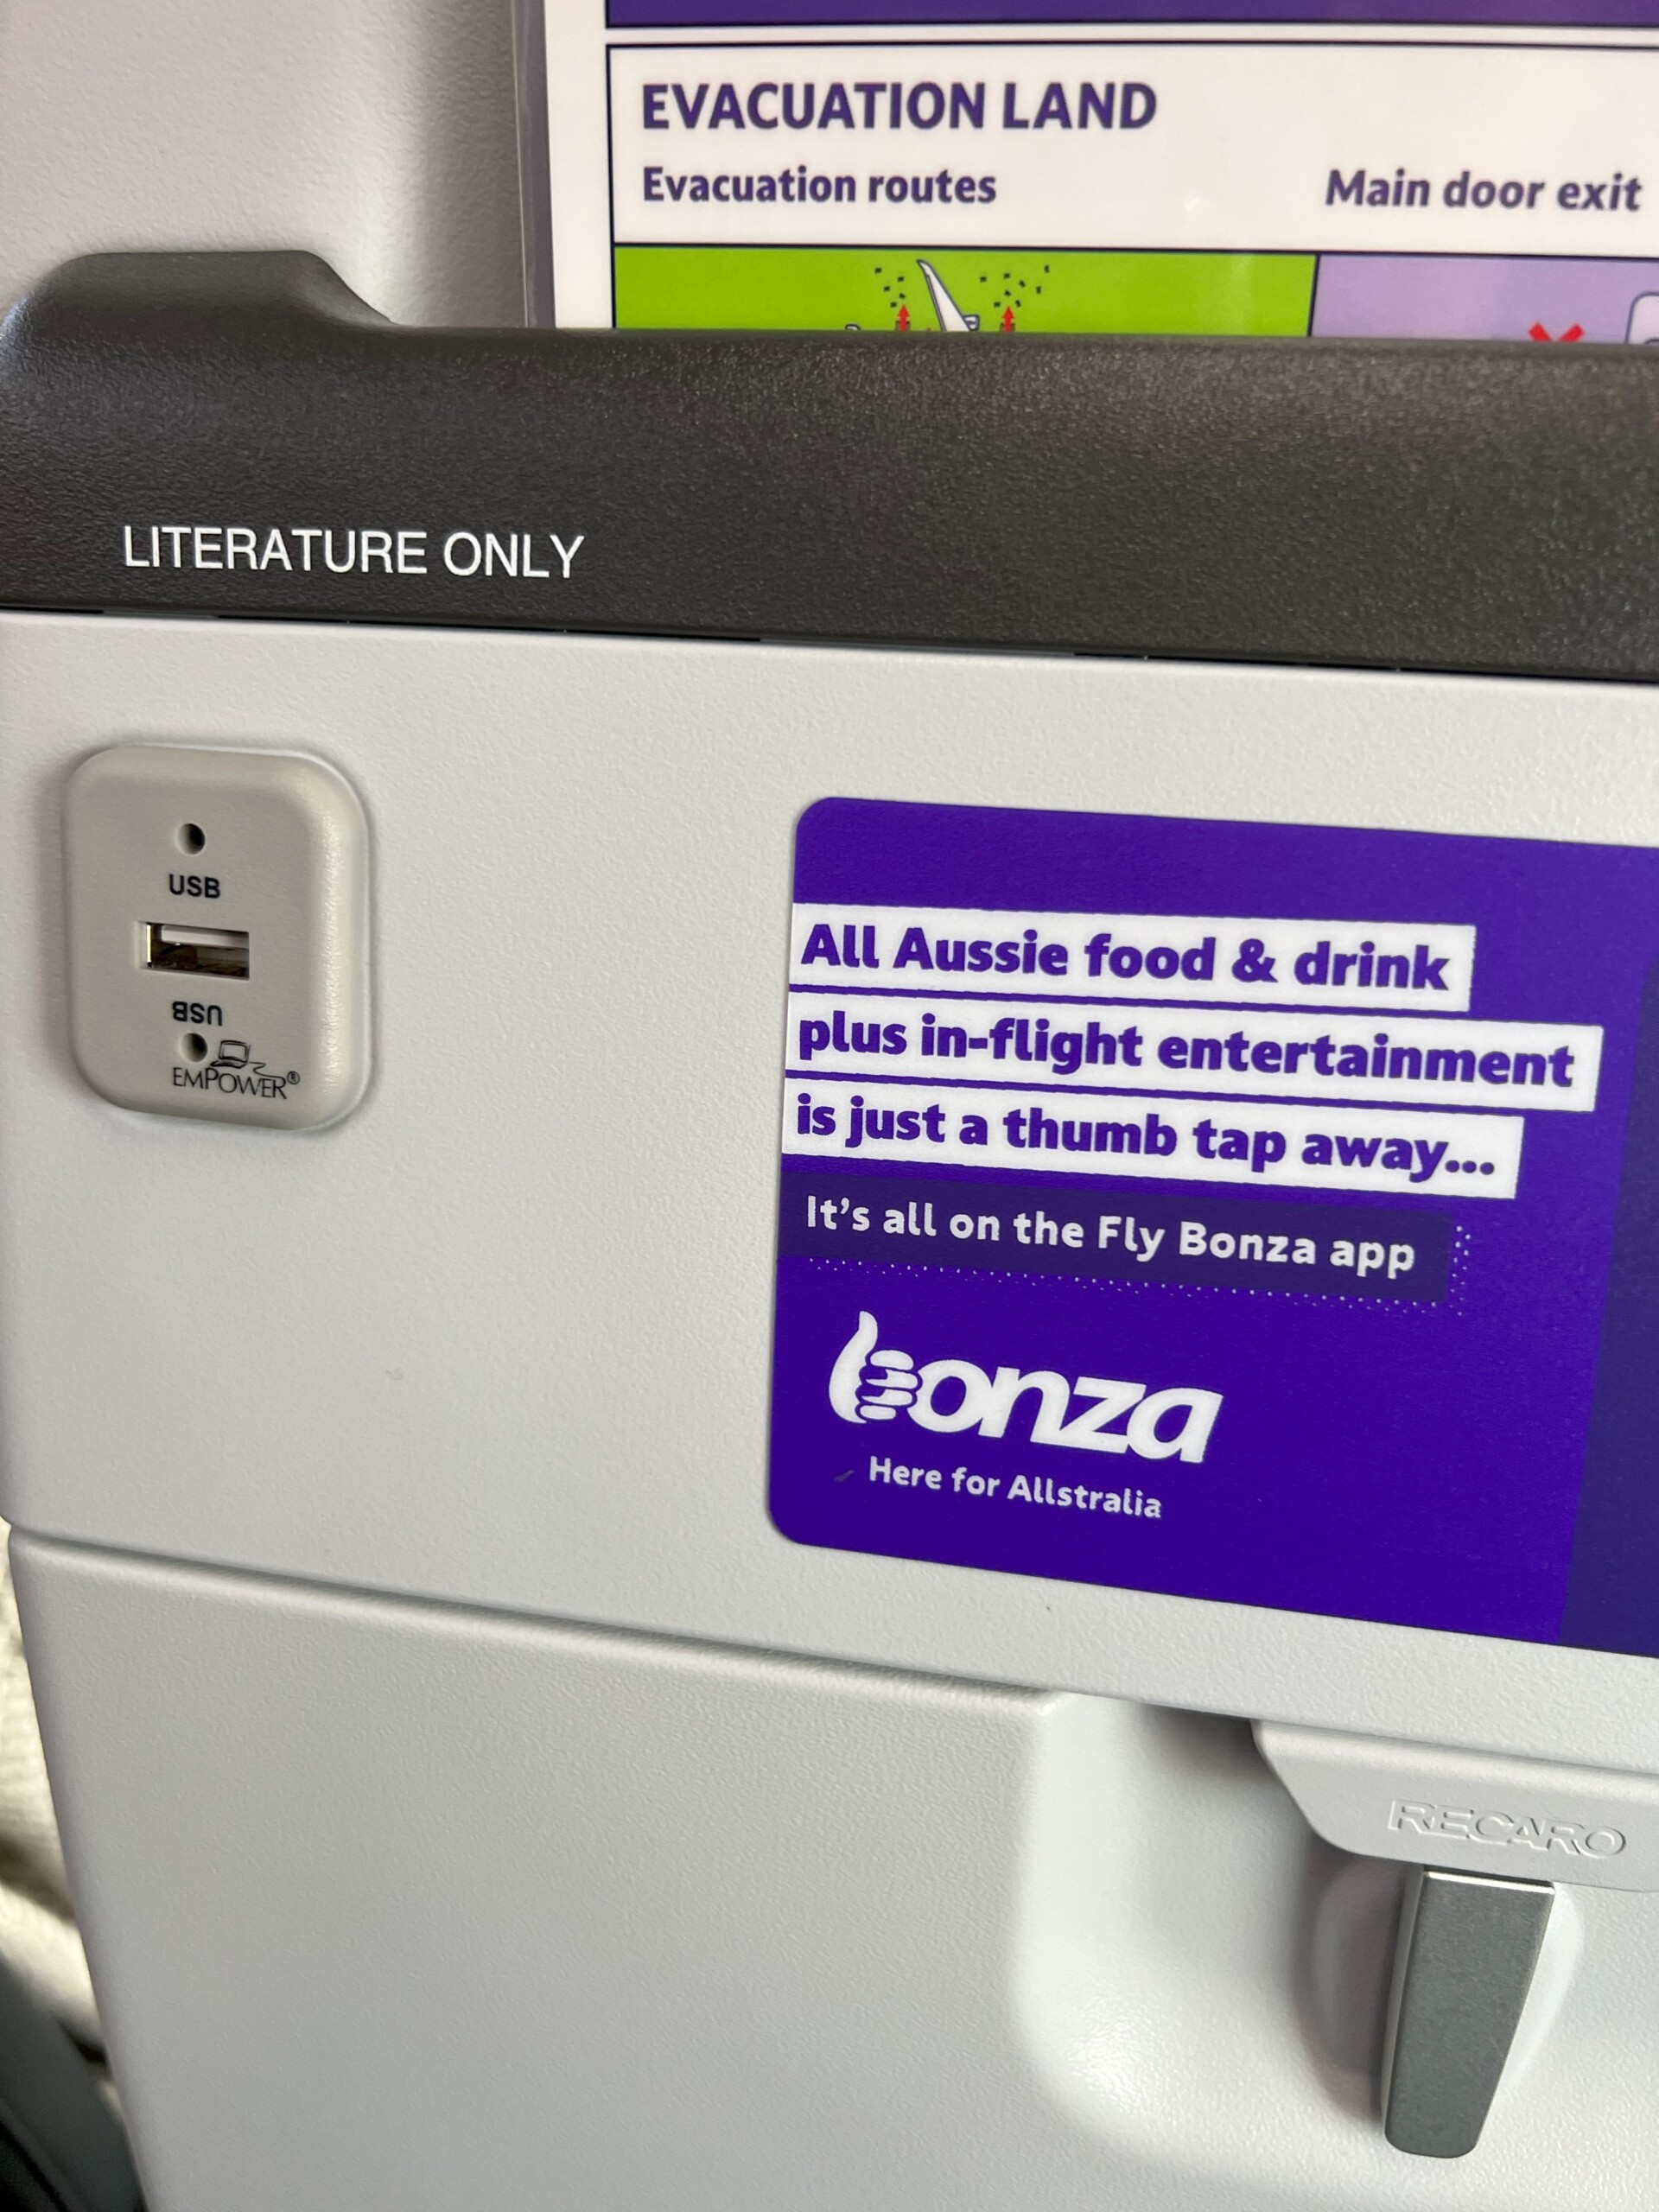 EVACUATION LAND
Evacuation routes
Main door exit
LITERATURE ONLY
USB
USB
EMPOWER®
All Aussie food & drink
plus in-flight entertainment
is just a thumb tap away...
It's all on the Fly Bonza app
bonza
Here for Allstralia
RECARO